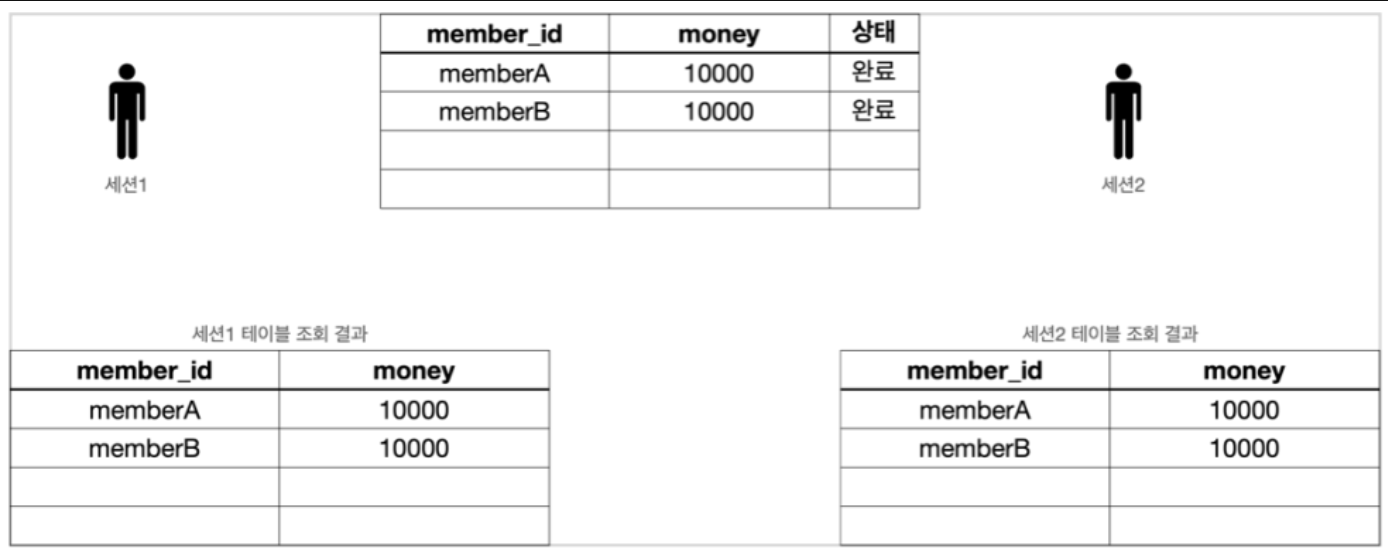 member_id money 상태
memberA 10000 완료
memberB 10000 완료
세션1
세션2
세션1 테이블 조회 결과
member_id money
memberA 10000
memberB 10000
세션2 테이블 조회 결과
member_id money
memberA 10000
memberB 10000